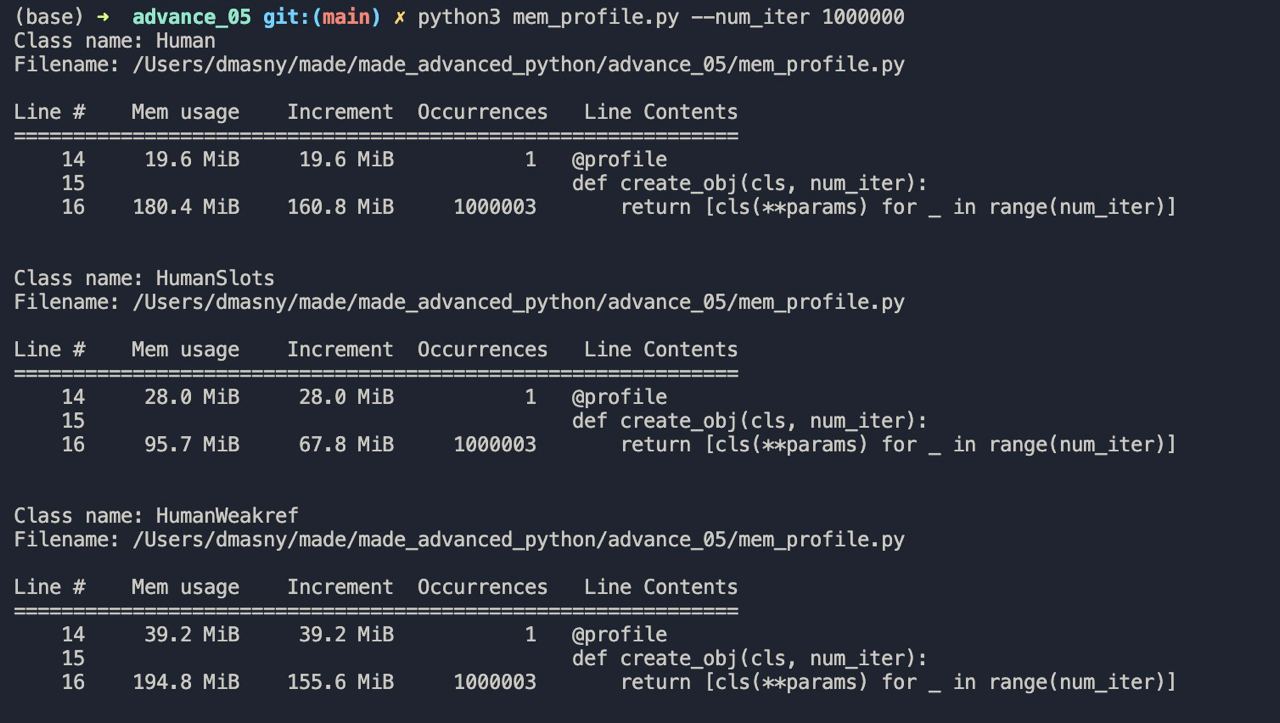 (base) ➜  advance_05 git:(main) ✗ python3 mem_profile.py --num_iter 1000000
Class name: Human
Filename: /Users/dmasny/made/made_advanced_python/advance_05/mem_profile.py

Line #    Mem usage    Increment  Occurrences   Line Contents
=============================================================
    14     19.6 MiB     19.6 MiB           1   @profile
    15                                         def create_obj(cls, num_iter):
    16    180.4 MiB    160.8 MiB     1000003       return [cls(**params) for _ in range(num_iter)]


Class name: HumanSlots
Filename: /Users/dmasny/made/made_advanced_python/advance_05/mem_profile.py

Line #    Mem usage    Increment  Occurrences   Line Contents
=============================================================
    14     28.0 MiB     28.0 MiB           1   @profile
    15                                         def create_obj(cls, num_iter):
    16     95.7 MiB     67.8 MiB     1000003       return [cls(**params) for _ in range(num_iter)]


Class name: HumanWeakref
Filename: /Users/dmasny/made/made_advanced_python/advance_05/mem_profile.py

Line #    Mem usage    Increment  Occurrences   Line Contents
=============================================================
    14     39.2 MiB     39.2 MiB           1   @profile
    15                                         def create_obj(cls, num_iter):
    16    194.8 MiB    155.6 MiB     1000003       return [cls(**params) for _ in range(num_iter)]